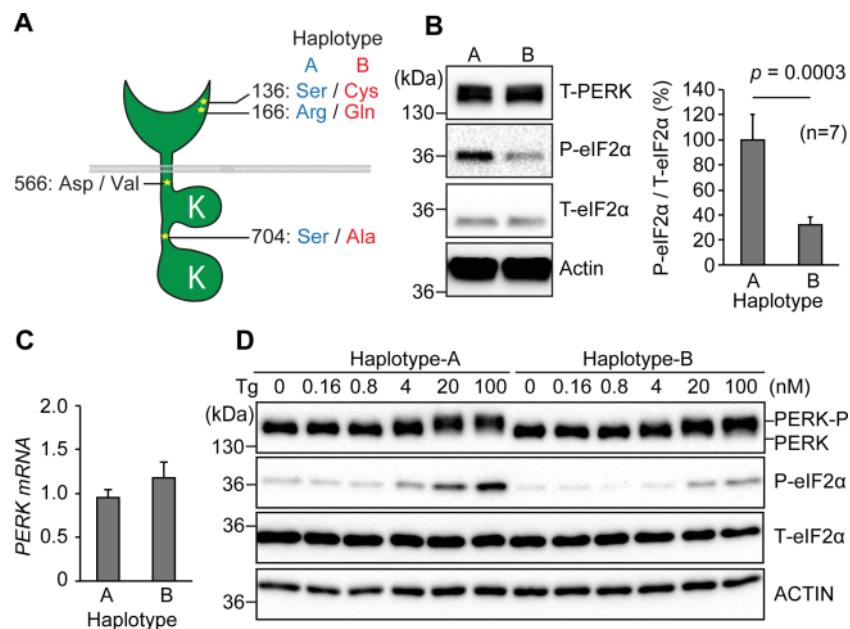 A
Haplotype
A B
136: Ser / Cys
166: Arg / Gln
566: Asp / Val
K
704: Ser / Ala
K
B
A B
(kDa)
T-PERK
130
P-eIF2α
36
36
T-eIF2α
Actin
36
P-eIF2α / T-eIF2α (%)
140
120
100
80
60
40
20
0
p = 0.0003
(n=7)
A B
Haplotype
C
PERK mRNA
2.0
1.5
1.0
0.5
0
A B
Haplotype
D
Haplotype-A Haplotype-B
Tg 0 0.16 0.8 4 20 100 0 0.16 0.8 4 20 100 (nM)
(kDa)
PERK-P
PERK
130
P-eIF2α
36
36
T-eIF2α
ACTIN
36